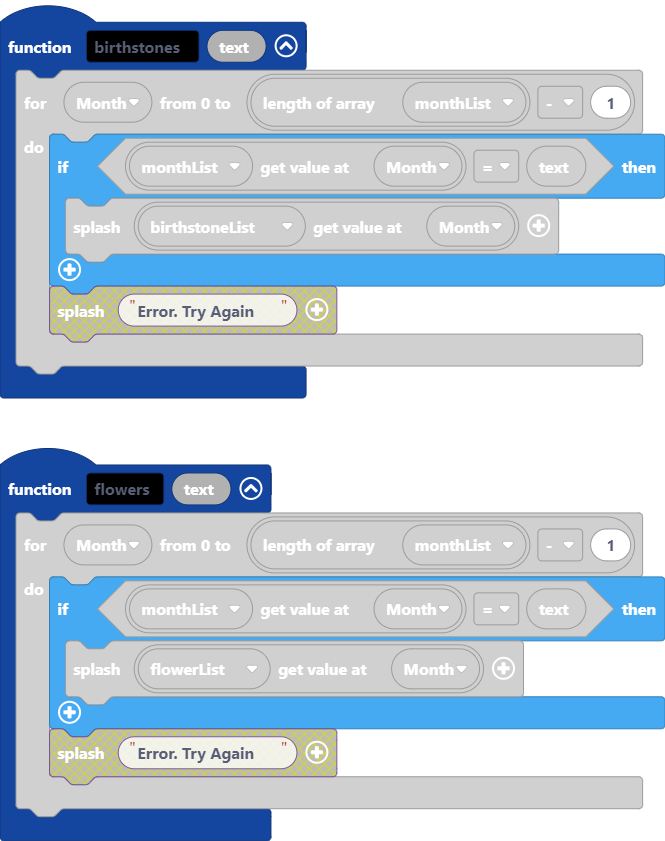 function birthstones text
for Month from 0 to length of array monthList - 1
do
if monthList get value at Month = text then
splash birthstoneList get value at Month
splash "Error. Try Again"
function flowers text
for Month from 0 to length of array monthList - 1
do
if monthList get value at Month = text then
splash flowerList get value at Month
splash "Error. Try Again"